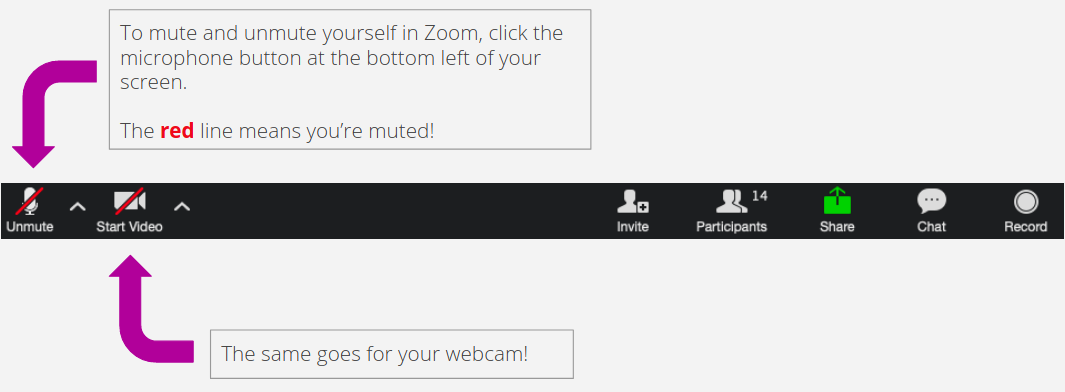 To mute and unmute yourself in Zoom, click the
microphone button at the bottom left of your
screen.
The red line means you’re muted!
Unmute
Start Video
Invite
14
Participants
Share
Chat
Record
The same goes for your webcam!